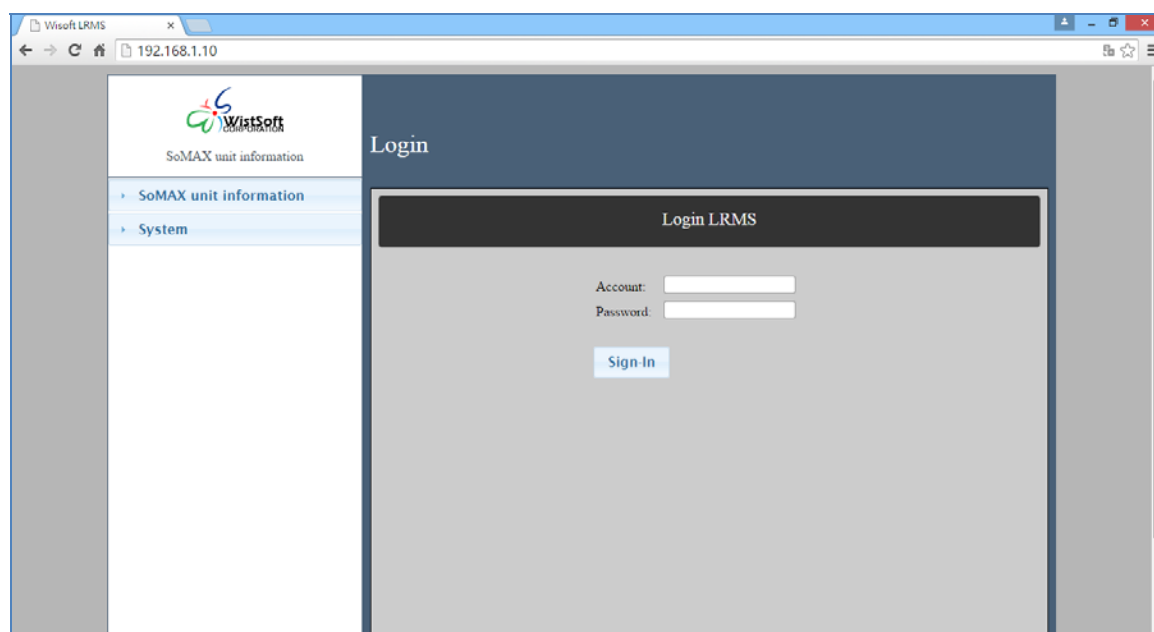 Wisoft LRMS
192.168.1.10
WistSoft
CORPORATION
SoMAX unit information
SoMAX unit information
System
Login
Login LRMS
Account:
Password:
Sign-In